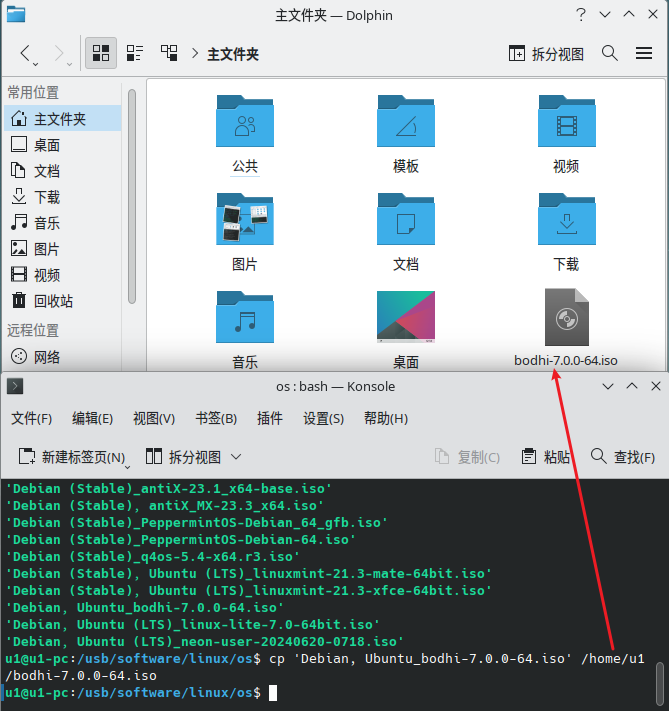 主文件夹 — Dolphin
主文件夹
拆分视图
常用位置
主文件夹
桌面
文档
下载
音乐
图片
视频
回收站
远程位置
网络
公共
模板
视频
图片
文档
下载
音乐
桌面
bodhi-7.0.0-64.iso
os : bash — Konsole
文件(F) 编辑(E) 视图(V) 书签(B) 插件 设置(S) 帮助(H)
新建标签页(N) 拆分视图 复制(C) 粘贴 查找(F)
'Debian (Stable)_antiX-23.1_x64-base.iso'
'Debian (Stable), antiX_MX-23.3_x64.iso'
'Debian (Stable)_PeppermintOS-Debian_64_gfb.iso'
'Debian (Stable)_PeppermintOS-Debian-64.iso'
'Debian (Stable)_q4os-5.4-x64.r3.iso'
'Debian (Stable), Ubuntu (LTS)_linuxmint-21.3-mate-64bit.iso'
'Debian (Stable), Ubuntu (LTS)_linuxmint-21.3-xfce-64bit.iso'
'Debian, Ubuntu_bodhi-7.0.0-64.iso'
'Debian, Ubuntu (LTS)_linux-lite-7.0-64bit.iso'
'Debian, Ubuntu (LTS)_neon-user-20240620-0718.iso'
u1@u1-pc:/usb/software/linux/os$ cp 'Debian, Ubuntu_bodhi-7.0.0-64.iso' /home/u1
/bodhi-7.0.0-64.iso
u1@u1-pc:/usb/software/linux/os$